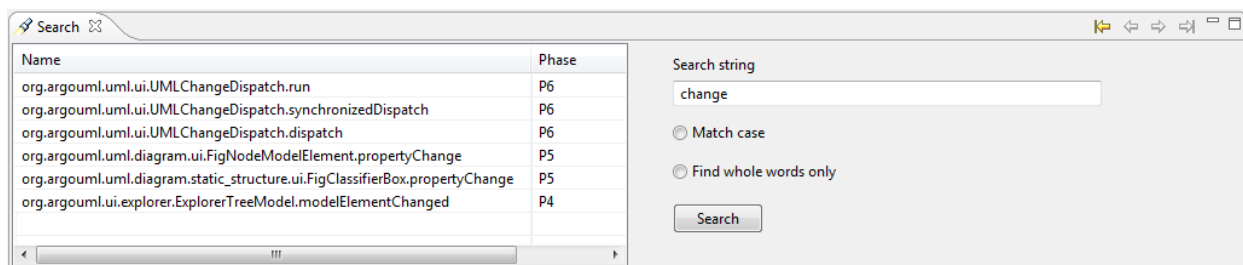 Search
Name Phase
org.argouml.uml.ui.UMLChangeDispatch.run P6
org.argouml.uml.ui.UMLChangeDispatch.synchronizedDispatch P6
org.argouml.uml.ui.UMLChangeDispatch.dispatch P6
org.argouml.uml.diagram.ui.FigNodeModelElement.propertyChange P5
org.argouml.uml.diagram.static_structure.ui.FigClassifierBox.propertyChange P5
org.argouml.ui.explorer.ExplorerTreeModel.modelElementChanged P4
Search string
change
Match case
Find whole words only
Search